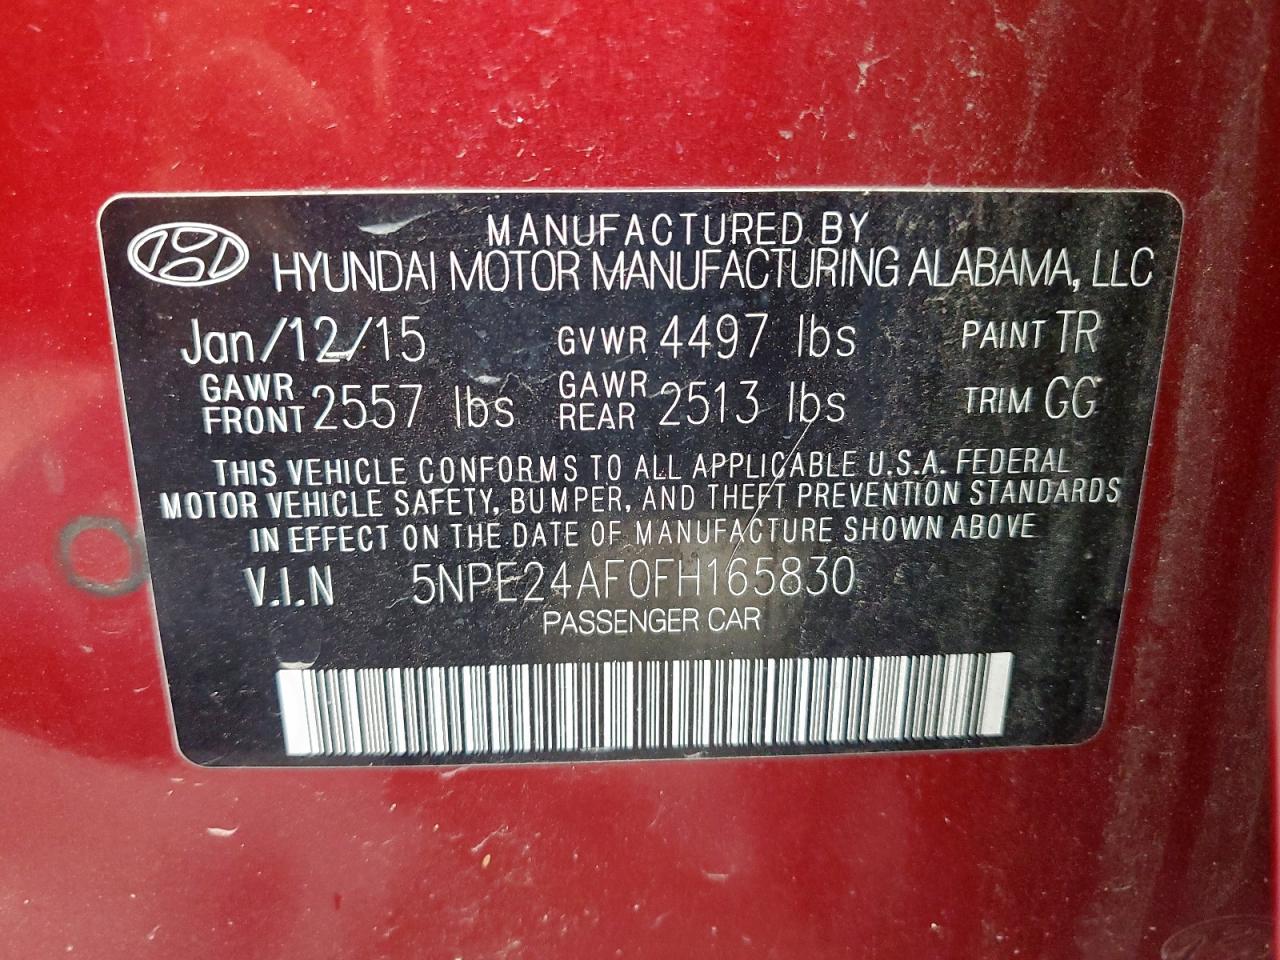 MANUFACTURED BY
HYUNDAI MOTOR MANUFACTURING ALABAMA, LLC
Jan/12/15 GVWR 4497 lbs PAINT TR
GAWR FRONT 2557 lbs GAWR REAR 2513 lbs TRIM GG
THIS VEHICLE CONFORMS TO ALL APPLICABLE U.S.A. FEDERAL
MOTOR VEHICLE SAFETY, BUMPER, AND THEFT PREVENTION STANDARDS
IN EFFECT ON THE DATE OF MANUFACTURE SHOWN ABOVE
V.I.N 5NPE24AF0FH165830
PASSENGER CAR